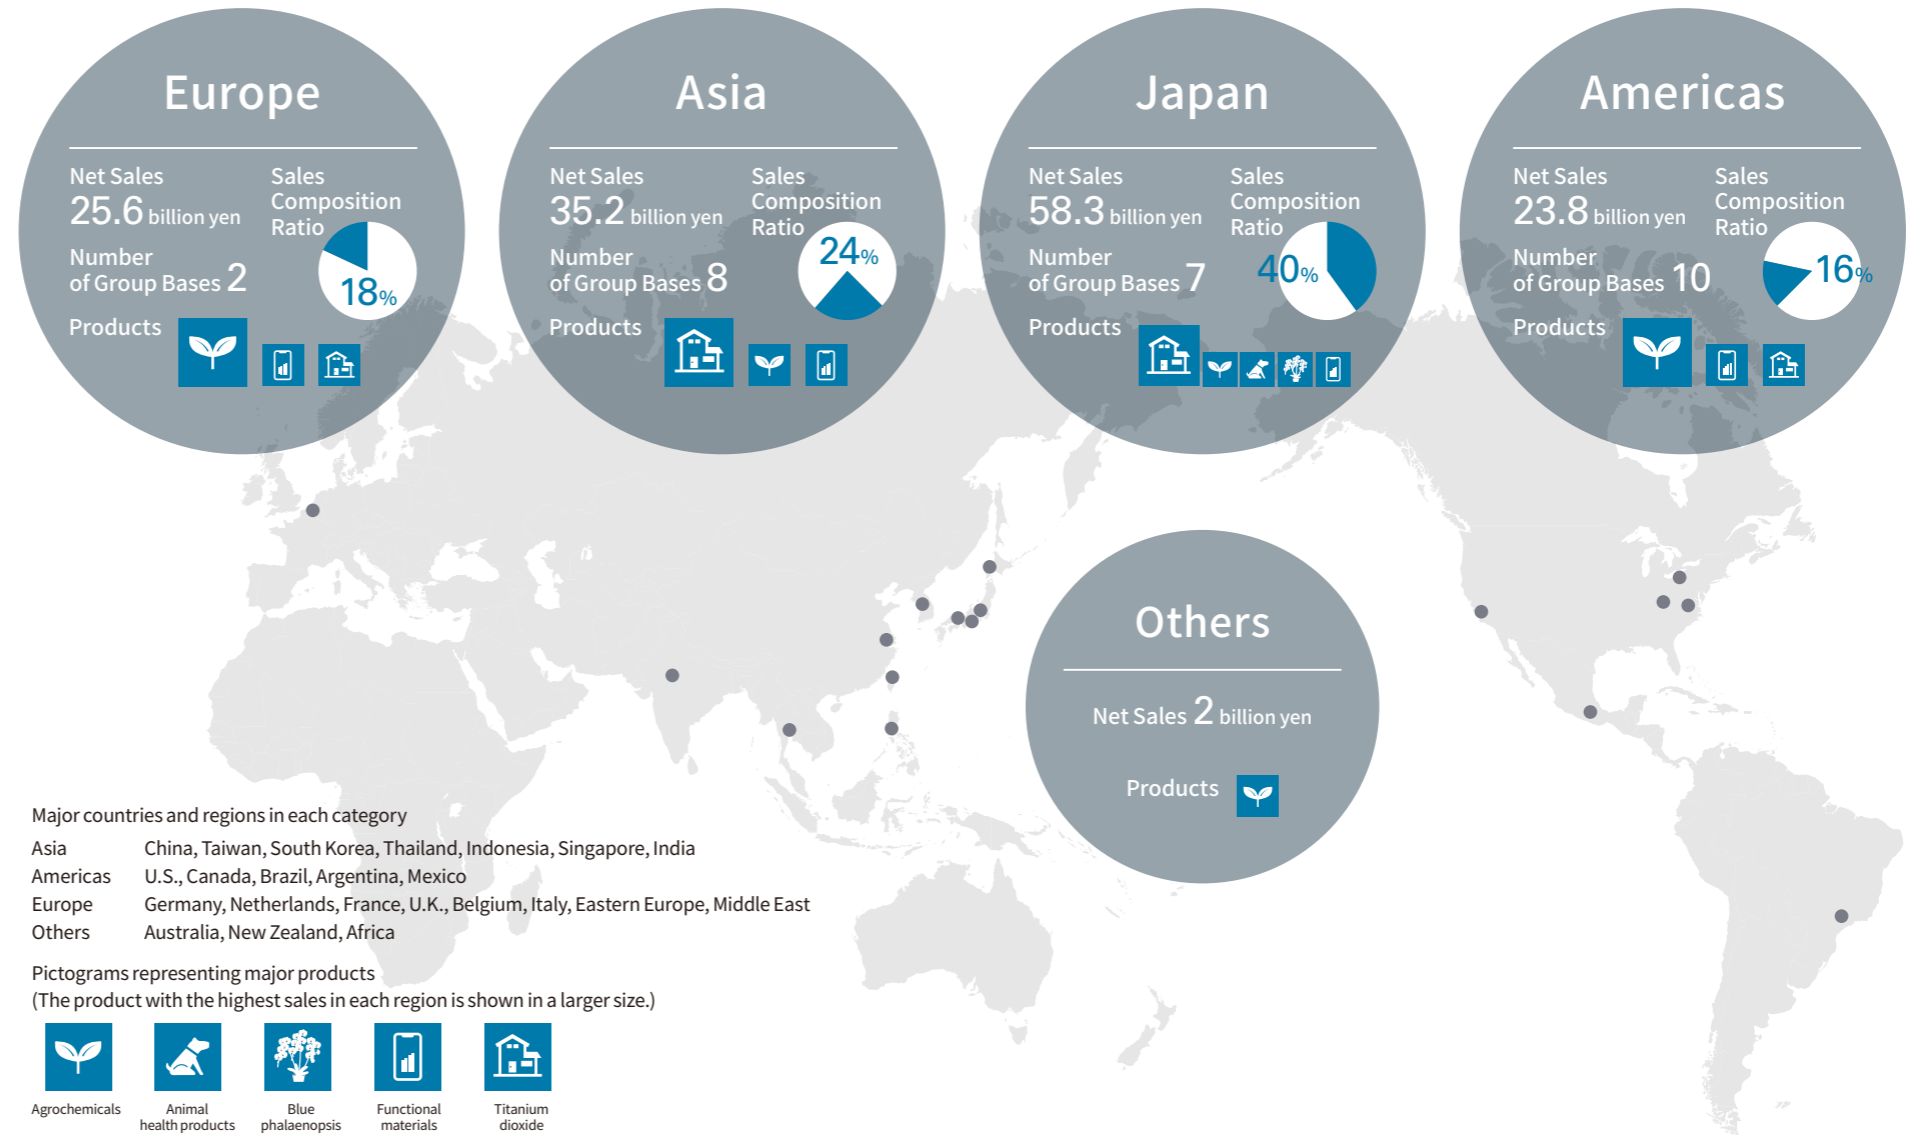 Europe
Net Sales
25.6 billion yen
Sales
Composition
Ratio
18%
Number
of Group Bases 2
Products
Asia
Net Sales
35.2 billion yen
Sales
Composition
Ratio
24%
Number
of Group Bases 8
Products
Japan
Net Sales
58.3 billion yen
Sales
Composition
Ratio
40%
Number
of Group Bases 7
Products
Americas
Net Sales
23.8 billion yen
Sales
Composition
Ratio
16%
Number
of Group Bases 10
Products
Others
Net Sales 2 billion yen
Products
Major countries and regions in each category
Asia China, Taiwan, South Korea, Thailand, Indonesia, Singapore, India
Americas U.S., Canada, Brazil, Argentina, Mexico
Europe Germany, Netherlands, France, U.K., Belgium, Italy, Eastern Europe, Middle East
Others Australia, New Zealand, Africa
Pictograms representing major products
(The product with the highest sales in each region is shown in a larger size.)
Agrochemicals
Animal
health products
Blue
phalaenopsis
Functional
materials
Titanium
dioxide